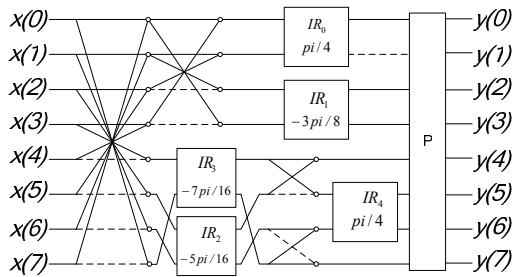 x(0)
x(1)
x(2)
x(3)
x(4)
x(5)
x(6)
x(7)
IR0
pi/4
IR1
-3pi/8
IR3
-7pi/16
IR2
-5pi/16
IR4
pi/4
P
y(0)
y(1)
y(2)
y(3)
y(4)
y(5)
y(6)
y(7)